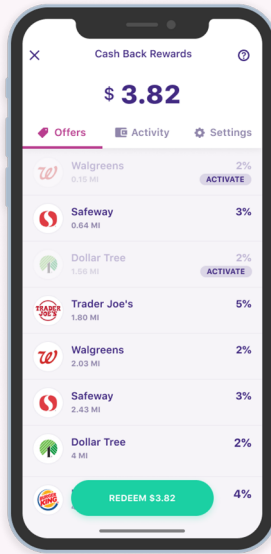 Cash Back Rewards
$ 3.82
Offers Activity Settings
Walgreens 2%
0.15 MI ACTIVATE
Safeway 3%
0.64 MI
Dollar Tree 2%
1.56 MI ACTIVATE
TRADER JOE'S
Trader Joe's 5%
1.80 MI
Walgreens 2%
2.03 MI
Safeway 3%
2.43 MI
Dollar Tree 2%
4 MI
BURGER KING
4%
REDEEM $3.82